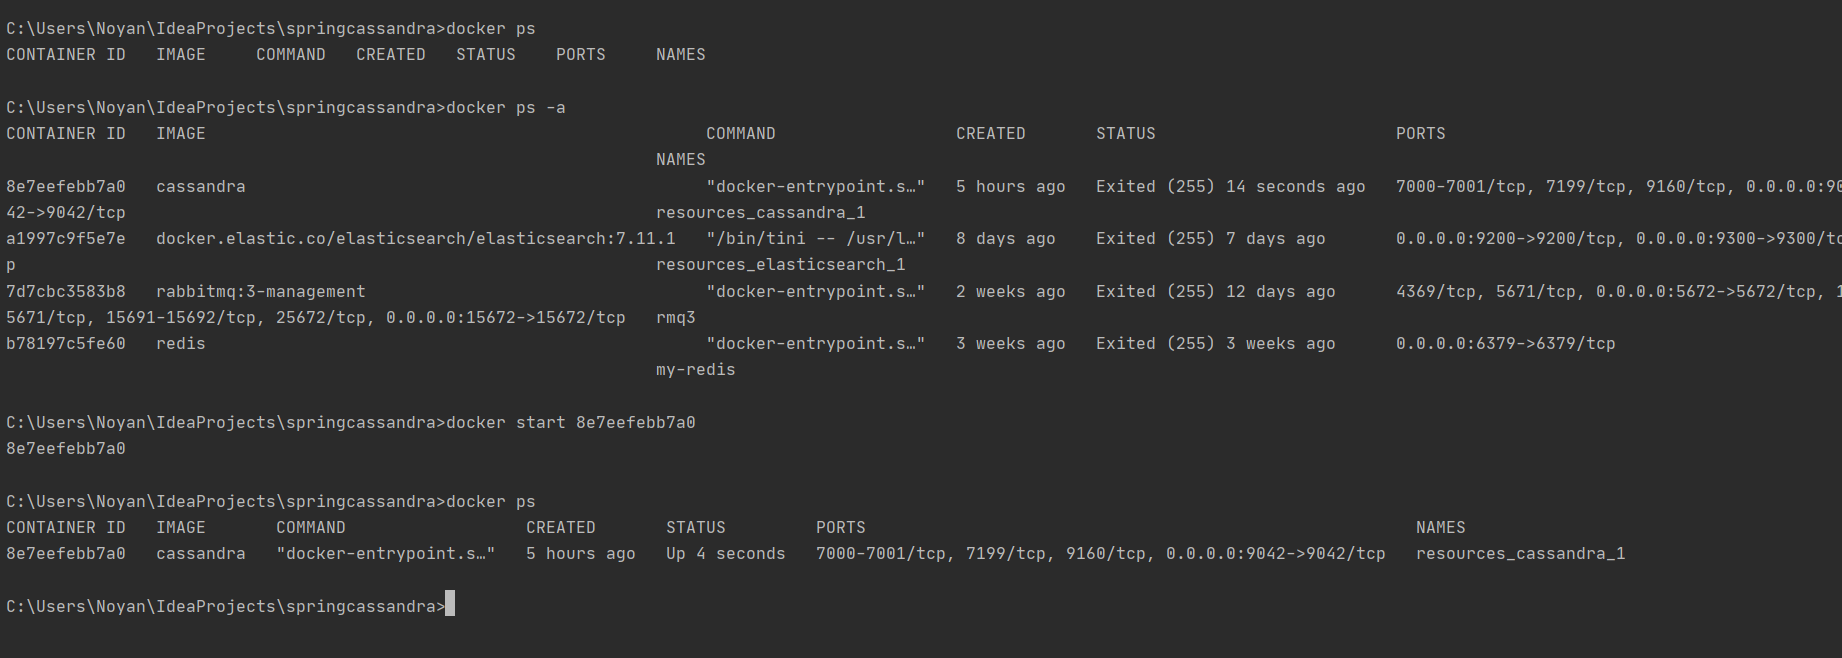 C:\Users\Noyan\IdeaProjects\springcassandra>docker ps
CONTAINER ID   IMAGE     COMMAND   CREATED   STATUS    PORTS     NAMES
C:\Users\Noyan\IdeaProjects\springcassandra>docker ps -a
CONTAINER ID   IMAGE                                                  COMMAND                  CREATED       STATUS                        PORTS
NAMES
8e7eefebb7a0   cassandra                                              "docker-entrypoint.s…"   5 hours ago   Exited (255) 14 seconds ago   7000-7001/tcp, 7199/tcp, 9160/tcp, 0.0.0.0:90
42->9042/tcp                                                     resources_cassandra_1
a1997c9f5e7e   docker.elastic.co/elasticsearch/elasticsearch:7.11.1   "/bin/tini -- /usr/l…"   8 days ago    Exited (255) 7 days ago       0.0.0.0:9200->9200/tcp, 0.0.0.0:9300->9300/tc
p                                                                resources_elasticsearch_1
7d7cbc3583b8   rabbitmq:3-management                                  "docker-entrypoint.s…"   2 weeks ago   Exited (255) 12 days ago      4369/tcp, 5671/tcp, 0.0.0.0:5672->5672/tcp, 1
5671/tcp, 15691-15692/tcp, 25672/tcp, 0.0.0.0:15672->15672/tcp   rmq3
b78197c5fe60   redis                                                  "docker-entrypoint.s…"   3 weeks ago   Exited (255) 3 weeks ago      0.0.0.0:6379->6379/tcp
my-redis
C:\Users\Noyan\IdeaProjects\springcassandra>docker start 8e7eefebb7a0
8e7eefebb7a0
C:\Users\Noyan\IdeaProjects\springcassandra>docker ps
CONTAINER ID   IMAGE       COMMAND                  CREATED       STATUS         PORTS                                                       NAMES
8e7eefebb7a0   cassandra   "docker-entrypoint.s…"   5 hours ago   Up 4 seconds   7000-7001/tcp, 7199/tcp, 9160/tcp, 0.0.0.0:9042->9042/tcp   resources_cassandra_1
C:\Users\Noyan\IdeaProjects\springcassandra>